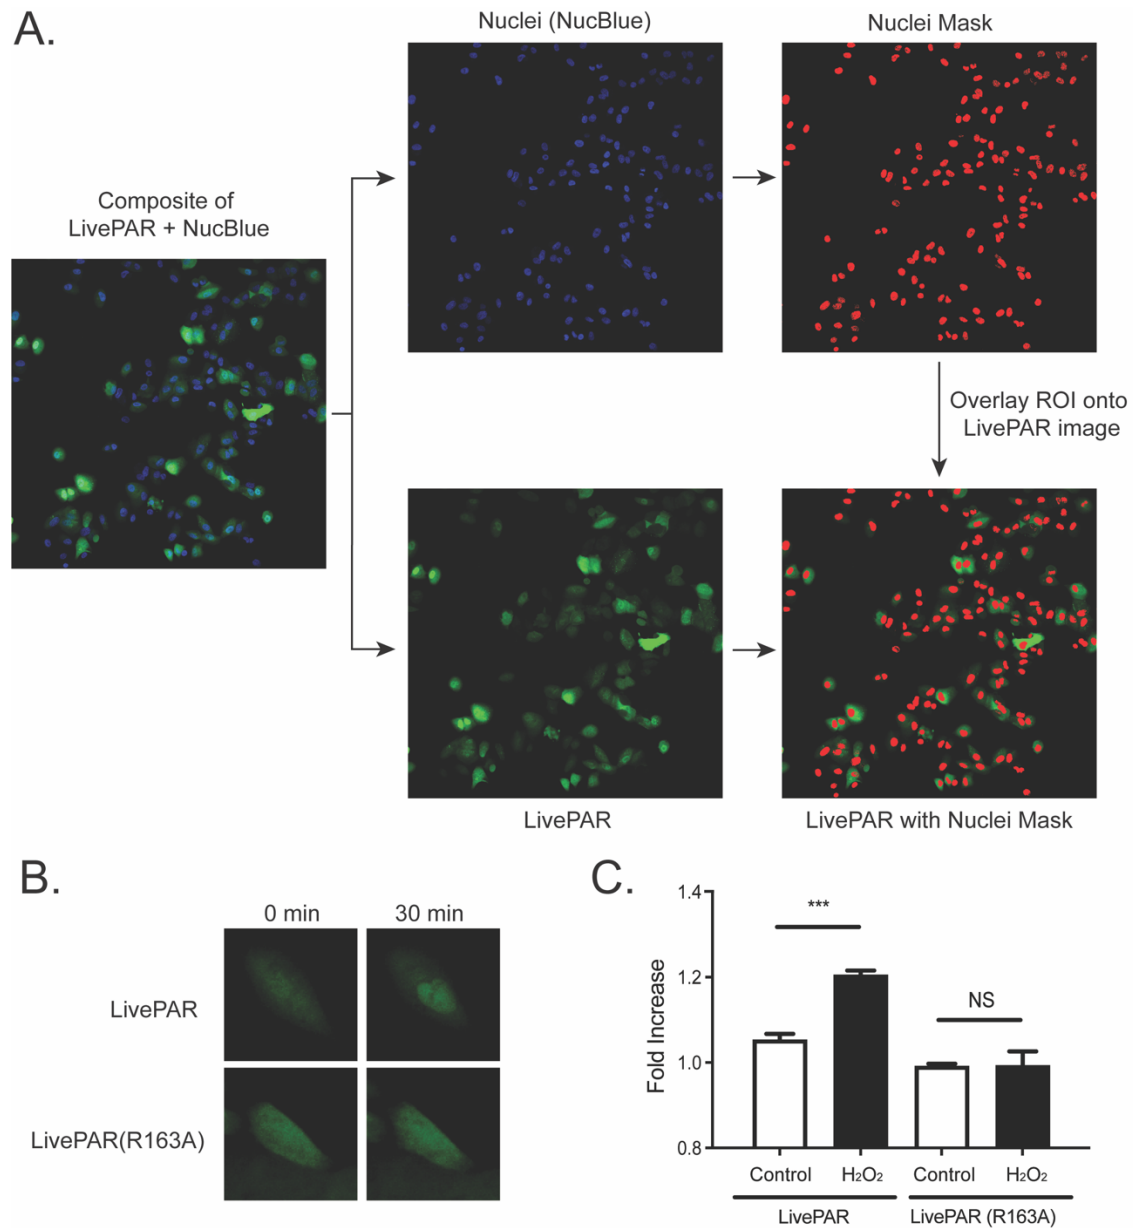 A.
Nuclei (NucBlue)
Nuclei Mask
Composite of
LivePAR + NucBlue
Overlay ROI onto
LivePAR image
LivePAR
LivePAR with Nuclei Mask
B.
0 min
30 min
LivePAR
LivePAR(R163A)
C.
1.4
1.2
1.0
0.8
Fold Increase
***
NS
Control
H₂O₂
Control
H₂O₂
LivePAR
LivePAR (R163A)